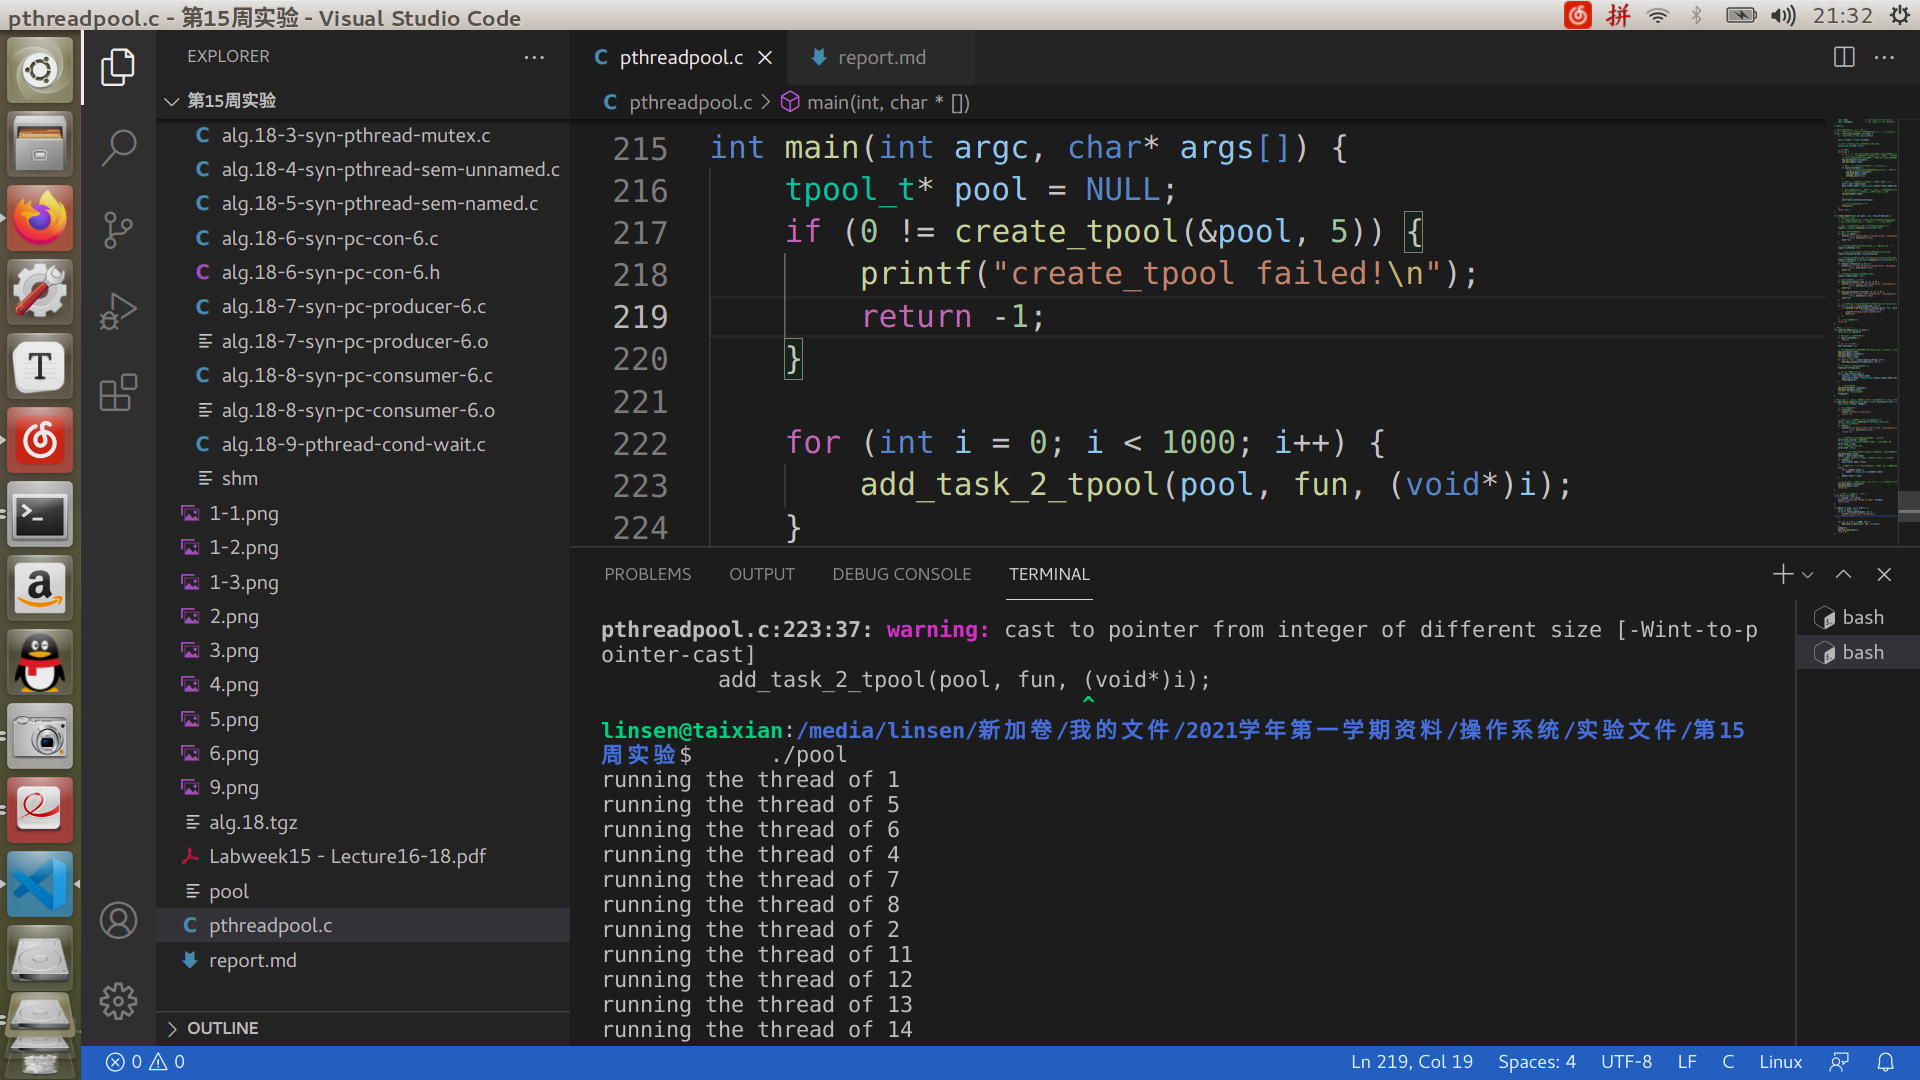 pthreadpool.c - 第15周实验 - Visual Studio Code
拼
21:32
EXPLORER
第15周实验
alg.18-3-syn-pthread-mutex.c
alg.18-4-syn-pthread-sem-unnamed.c
alg.18-5-syn-pthread-sem-named.c
alg.18-6-syn-pc-con-6.c
alg.18-6-syn-pc-con-6.h
alg.18-7-syn-pc-producer-6.c
alg.18-7-syn-pc-producer-6.o
alg.18-8-syn-pc-consumer-6.c
alg.18-8-syn-pc-consumer-6.o
alg.18-9-pthread-cond-wait.c
shm
1-1.png
1-2.png
1-3.png
2.png
3.png
4.png
5.png
6.png
9.png
alg.18.tgz
Labweek15 - Lecture16-18.pdf
pool
pthreadpool.c
report.md
OUTLINE
pthreadpool.c
report.md
pthreadpool.c > main(int, char * [])
215 int main(int argc, char* args[]) {
216 tpool_t* pool = NULL;
217 if (0 != create_tpool(&pool, 5)) {
218 printf("create_tpool failed!\n");
219 return -1;
220 }
221
222 for (int i = 0; i < 1000; i++) {
223 add_task_2_tpool(pool, fun, (void*)i);
224 }
PROBLEMS OUTPUT DEBUG CONSOLE TERMINAL
pthreadpool.c:223:37: warning: cast to pointer from integer of different size [-Wint-to-p
ointer-cast]
add_task_2_tpool(pool, fun, (void*)i);
^
linsen@taixian:/media/linsen/新加卷/我的文件/2021学年第一学期资料/操作系统/实验文件/第15
周实验$ ./pool
running the thread of 1
running the thread of 5
running the thread of 6
running the thread of 4
running the thread of 7
running the thread of 8
running the thread of 2
running the thread of 11
running the thread of 12
running the thread of 13
running the thread of 14
bash
bash
0 0
Ln 219, Col 19 Spaces: 4 UTF-8 LF C Linux